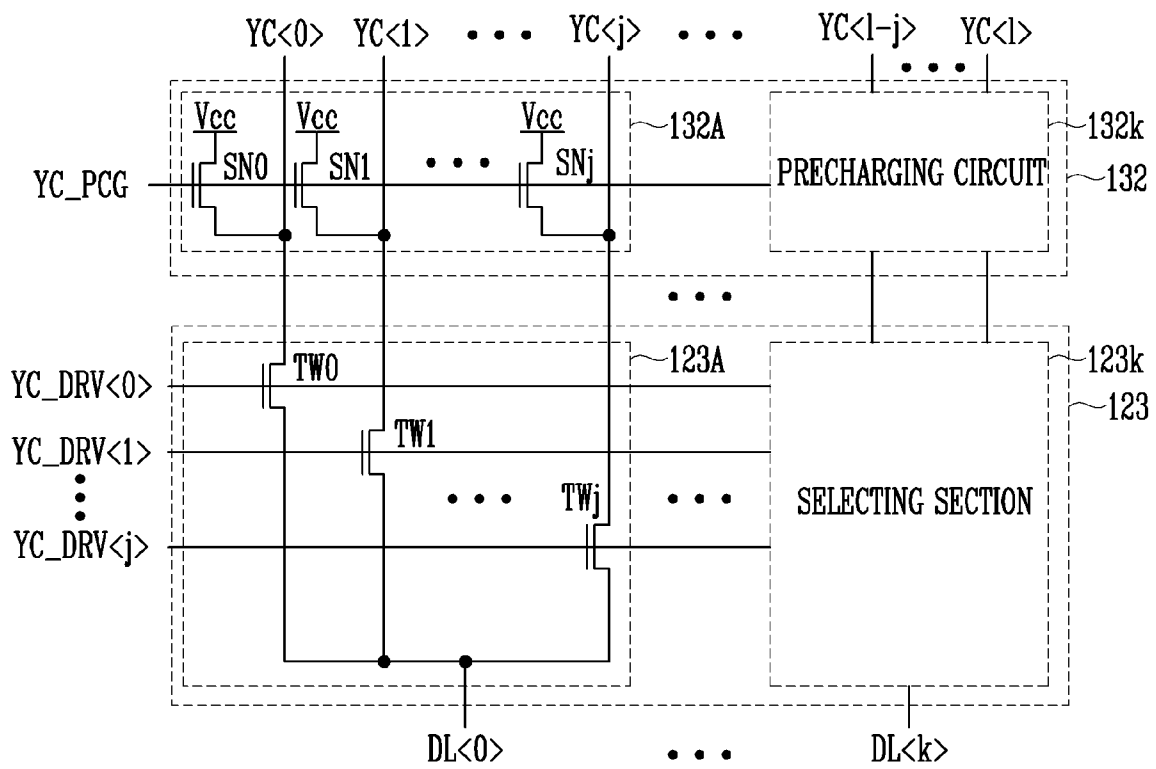 YC<0> YC<1> • • • YC<j> • • • YC<l-j> • • • YC<l>
Vcc Vcc Vcc 132A 132k
YC_PCG SN0 SN1 • • • SNj PRECHARGING CIRCUIT 132
• • •
YC_DRV<0> TW0 123A 123k
YC_DRV<1> TW1 123
• • • TWj • • • SELECTING SECTION
YC_DRV<j>
DL<0> • • • DL<k>